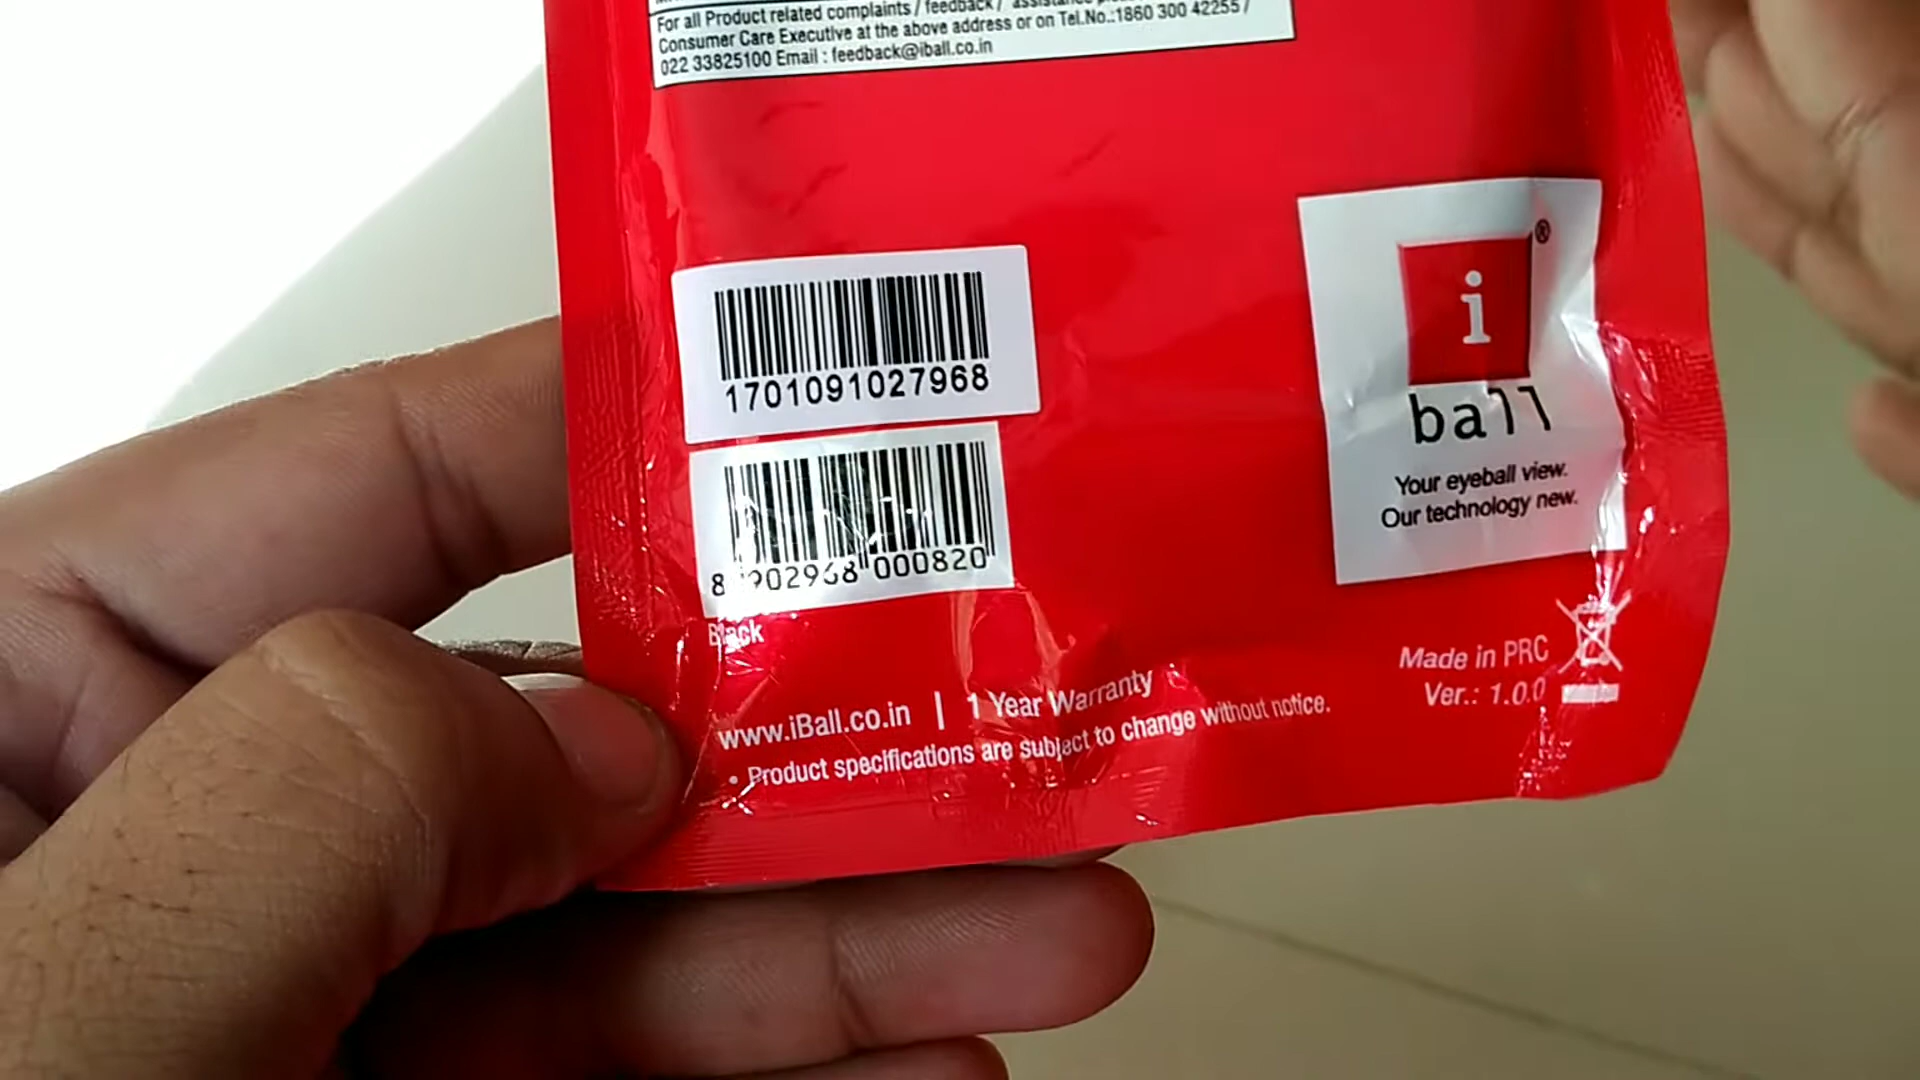 For all Product related complaints / feedback / assistance
Consumer Care Executive at the above address or on Tel.No.:1860 300 42255 /
022 33825100 Email : feedback@iball.co.in
1701091027968
8 902968 000820
Black
i
®
ball
Your eyeball view.
Our technology new.
Made in PRC
Ver.: 1.0.0
www.iBall.co.in | 1 Year Warranty
• Product specifications are subject to change without notice.